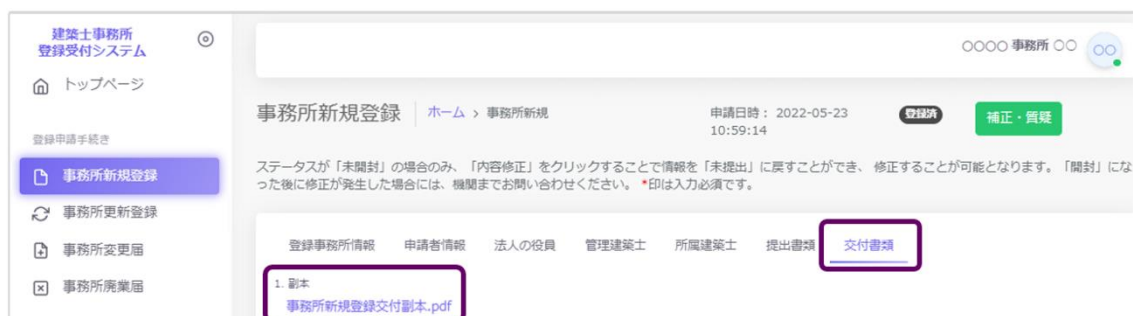 建築士事務所
登録受付システム
○○○○ 事務所 ○○
○○
トップページ
事務所新規登録 ホーム > 事務所新規
申請日時： 2022-05-23
10:59:14
登録済
補正・質疑
登録申請手続き
ステータスが「未開封」の場合のみ、「内容修正」をクリックすることで情報を「未提出」に戻すことができ、 修正することが可能となります。「開封」にな
った後に修正が発生した場合には、機関までお問い合わせください。 *印は入力必須です。
事務所新規登録
事務所更新登録
事務所変更届
事務所廃業届
登録事務所情報 申請者情報 法人の役員 管理建築士 所属建築士 提出書類 交付書類
1. 副本
事務所新規登録交付副本.pdf